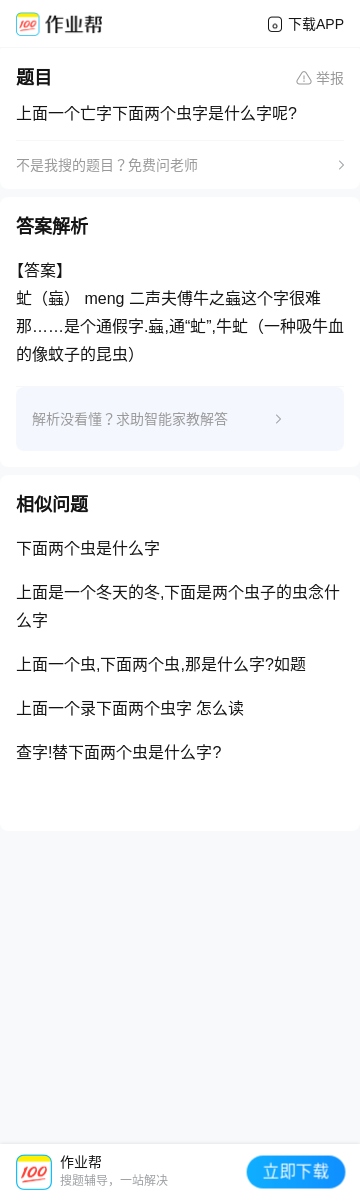 作业帮
下载APP
题目
举报
上面一个亡字下面两个虫字是什么字呢?
不是我搜的题目？免费问老师
答案解析
【答案】
虻（蝱） meng 二声夫傅牛之蝱这个字很难
那……是个通假字.蝱,通“虻”,牛虻（一种吸牛血
的像蚊子的昆虫）
解析没看懂？求助智能家教解答
相似问题
下面两个虫是什么字
上面是一个冬天的冬,下面是两个虫子的虫念什
么字
上面一个虫,下面两个虫,那是什么字?如题
上面一个录下面两个虫字 怎么读
查字!替下面两个虫是什么字?
100
作业帮
搜题辅导，一站解决
立即下载